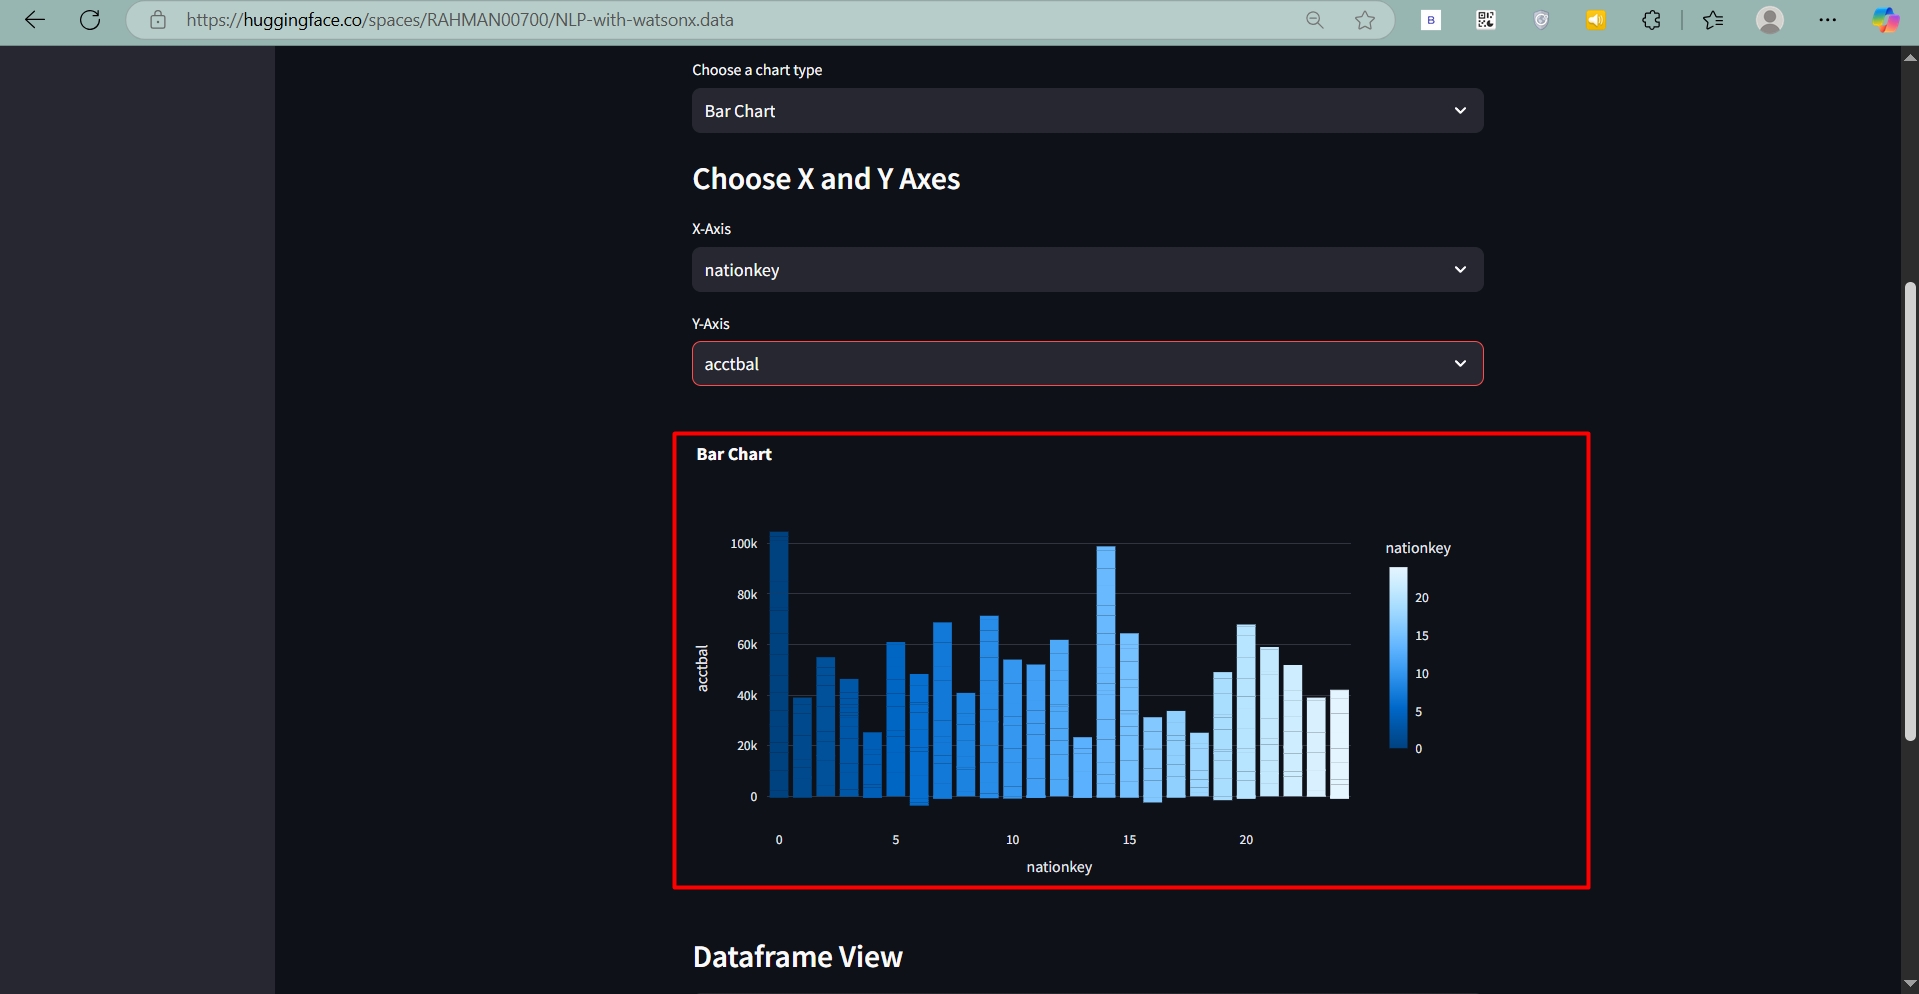 https://huggingface.co/spaces/RAHMAN00700/NLP-with-watsonx.data
B
Choose a chart type
Bar Chart
Choose X and Y Axes
X-Axis
nationkey
Y-Axis
acctbal
Bar Chart
100k
80k
60k
40k
20k
0
acctbal
0 5 10 15 20
nationkey
nationkey
20
15
10
5
0
Dataframe View